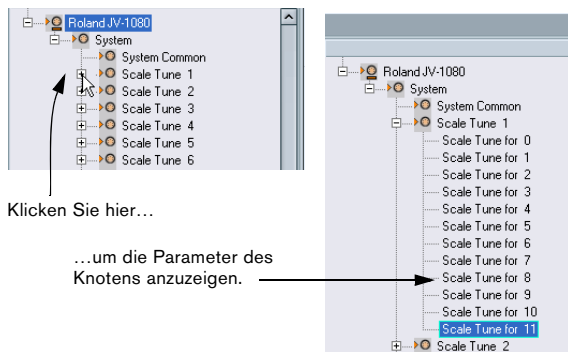 Roland JV-1080
System
System Common
Scale Tune 1
Scale Tune 2
Scale Tune 3
Scale Tune 4
Scale Tune 5
Scale Tune 6
Klicken Sie hier…
…um die Parameter des
Knotens anzuzeigen.
Roland JV-1080
System
System Common
Scale Tune 1
Scale Tune for 0
Scale Tune for 1
Scale Tune for 2
Scale Tune for 3
Scale Tune for 4
Scale Tune for 5
Scale Tune for 6
Scale Tune for 7
Scale Tune for 8
Scale Tune for 9
Scale Tune for 10
Scale Tune for 11
Scale Tune 2